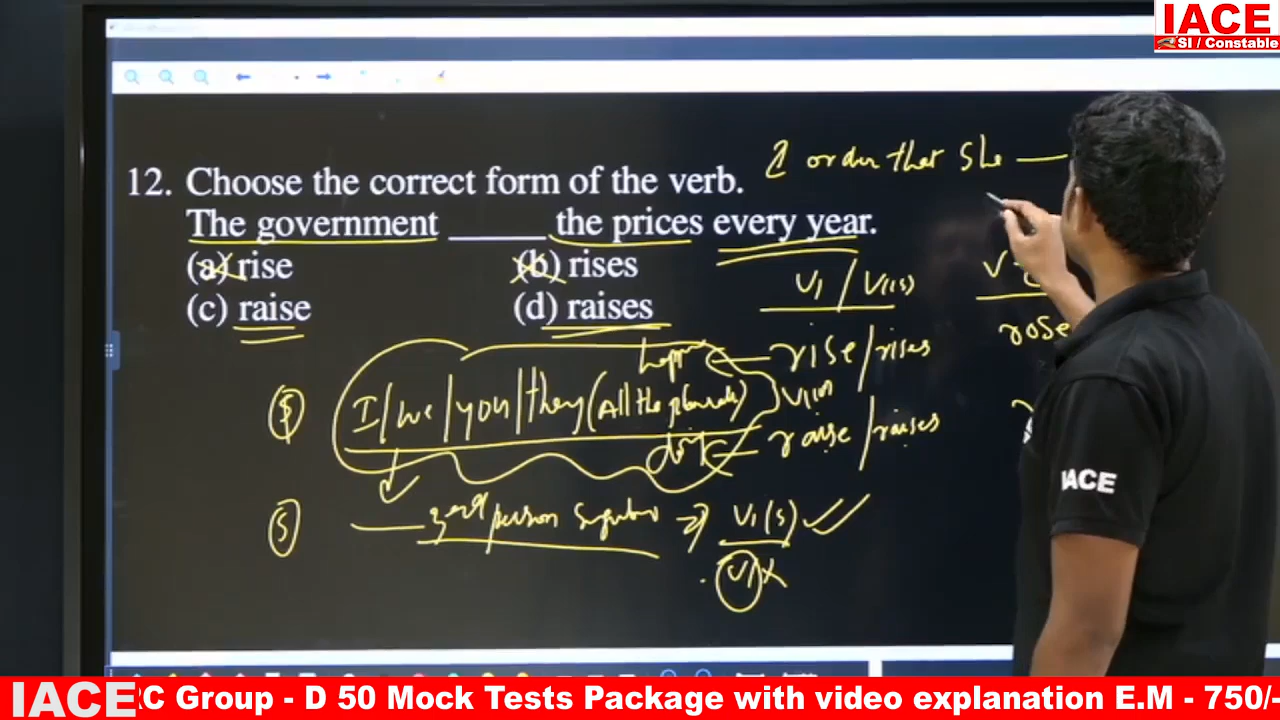 IACE
SI / Constable
I order that She —
12. Choose the correct form of the verb.
The government ______ the prices every year.
(a) rise (b) rises
(c) raise (d) raises
V1 / V1(s)
rose
rise/rises
I/we/you/they (All the plurals)
raise/raises
3rd person singular → V1(s)
V1 x
IACE
IACE
RC Group - D 50 Mock Tests Package with video explanation E.M - 750/-